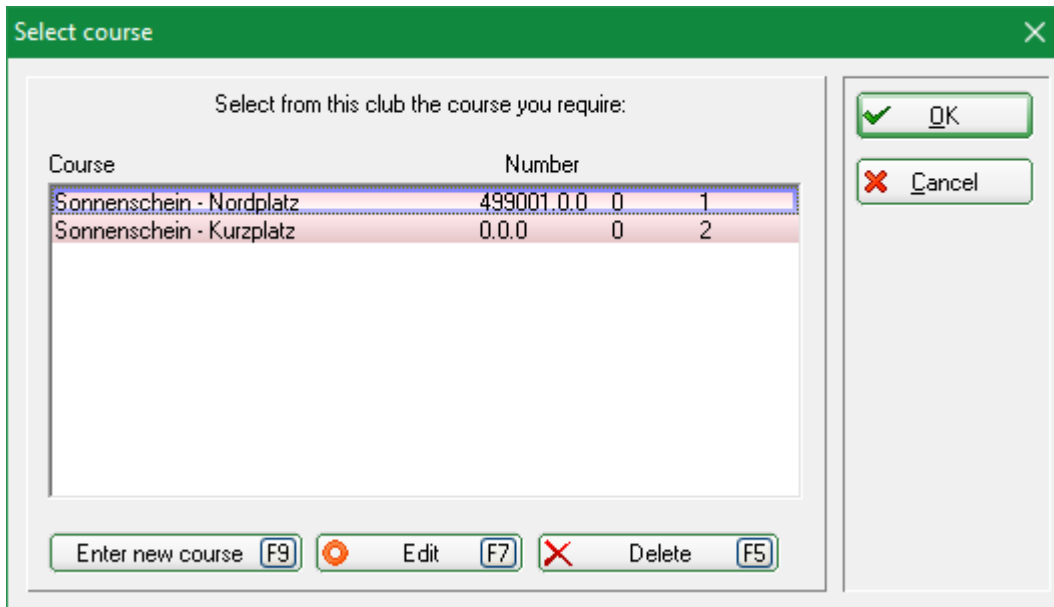 Select course
Select from this club the course you require:
OK
Course Number
Cancel
Sonnenschein - Nordplatz 499001.0.0 0 1
Sonnenschein - Kurzplatz 0.0.0 0 2
Enter new course F9 Edit F7 Delete F5